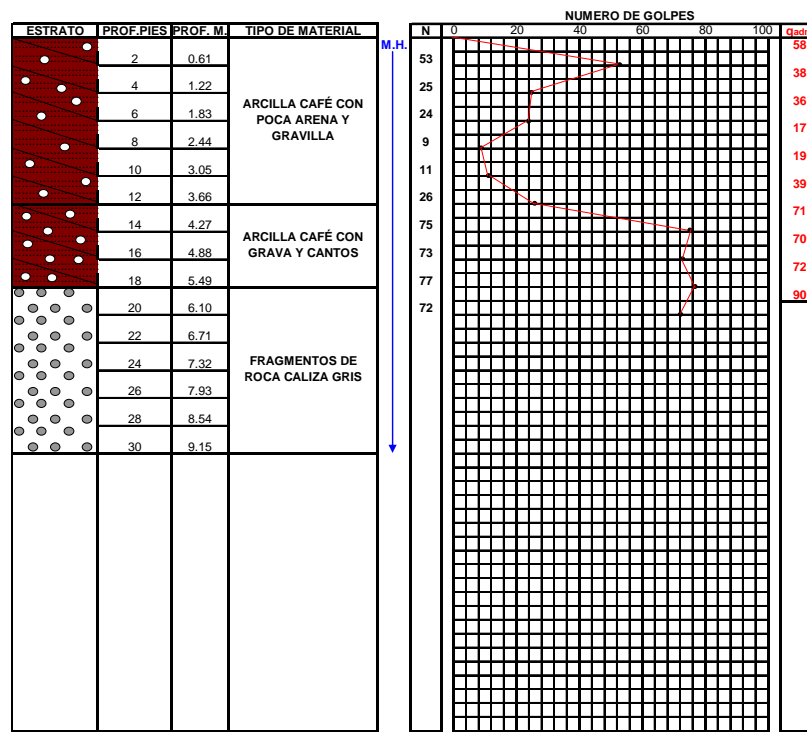 NUMERO DE GOLPES
ESTRATO PROF.PIES PROF. M. TIPO DE MATERIAL N 0 20 40 60 80 100 qadm
M.H. 58
2 0.61 53
38
4 1.22 25
ARCILLA CAFÉ CON
POCA ARENA Y
GRAVILLA
36
6 1.83 24
17
8 2.44 9
19
10 3.05 11
39
12 3.66 26
71
14 4.27 75
ARCILLA CAFÉ CON
GRAVA Y CANTOS
70
16 4.88 73
72
18 5.49 77
90
20 6.10 72
22 6.71
24 7.32
FRAGMENTOS DE
ROCA CALIZA GRIS
26 7.93
28 8.54
30 9.15